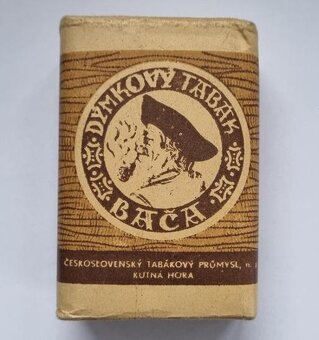 DÝMKOVÝ TABÁK
BAČA
ČESKOSLOVENSKÝ TABÁKOVÝ PRŮMYSL, n.
KUTNÁ HORA